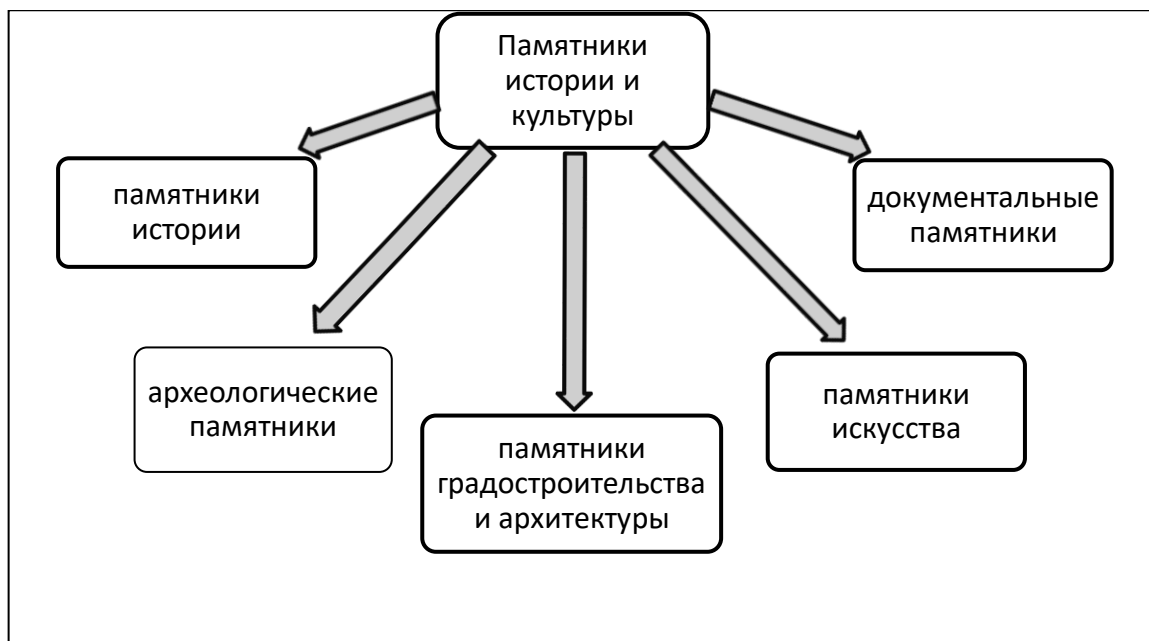 Памятники
истории и
культуры
памятники
истории
документальные
памятники
археологические
памятники
памятники
градостроительства
и архитектуры
памятники
искусства